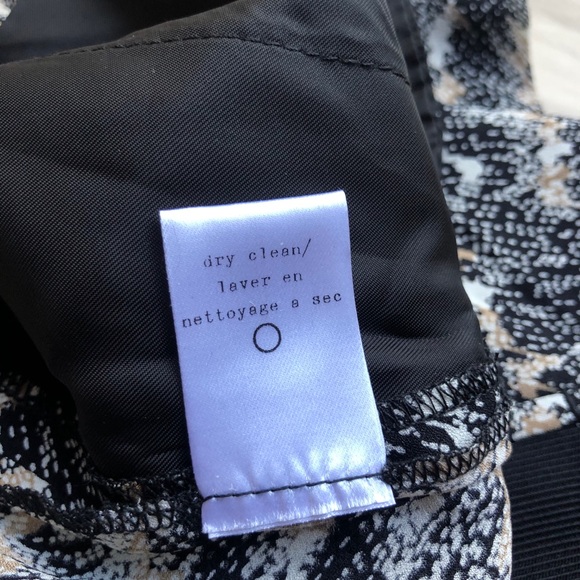 dry clean/
laver en
nettoyage a sec